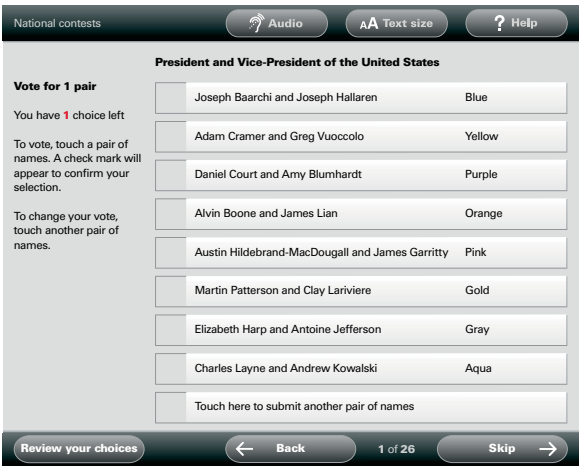 National contests
Audio
AA Text size
? Help
President and Vice-President of the United States
Vote for 1 pair
You have 1 choice left
To vote, touch a pair of
names. A check mark will
appear to confirm your
selection.
To change your vote,
touch another pair of
names.
Joseph Baarchi and Joseph Hallaren Blue
Adam Cramer and Greg Vuoccolo Yellow
Daniel Court and Amy Blumhardt Purple
Alvin Boone and James Lian Orange
Austin Hildebrand-MacDougall and James Garritty Pink
Martin Patterson and Clay Lariviere Gold
Elizabeth Harp and Antoine Jefferson Gray
Charles Layne and Andrew Kowalski Aqua
Touch here to submit another pair of names
Review your choices
← Back
1 of 26
Skip →